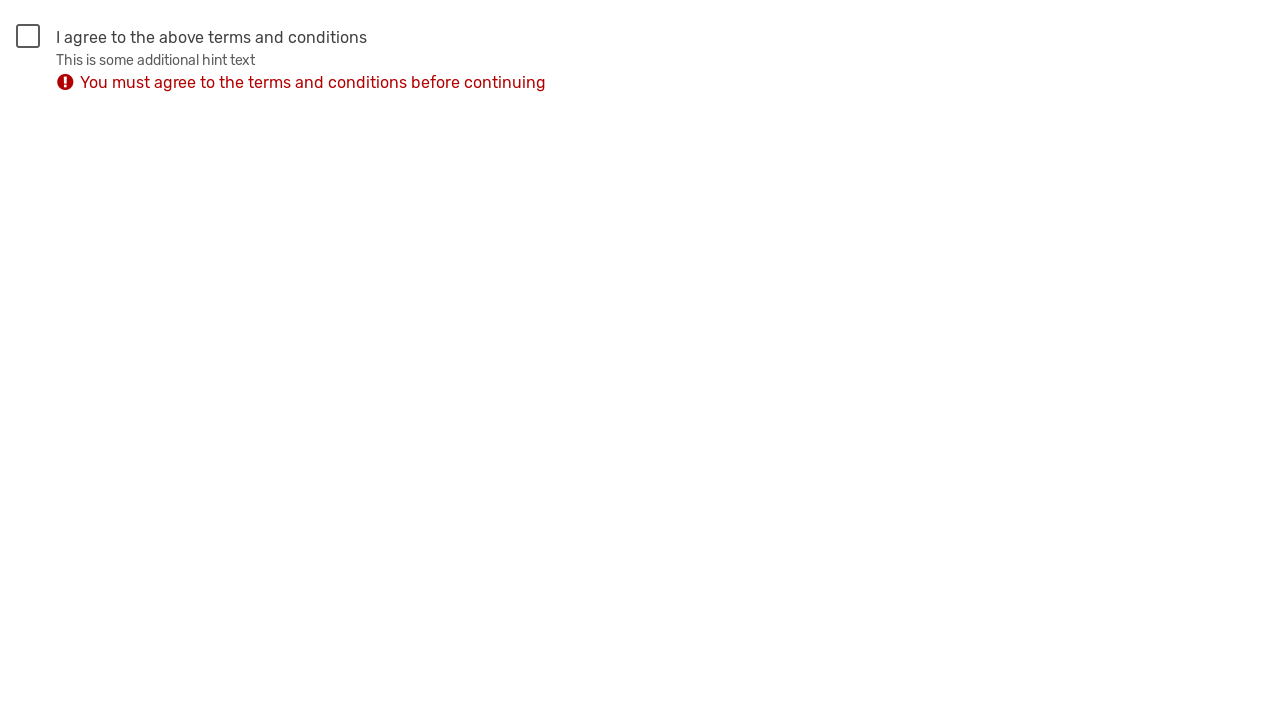 I agree to the above terms and conditions
This is some additional hint text
You must agree to the terms and conditions before continuing